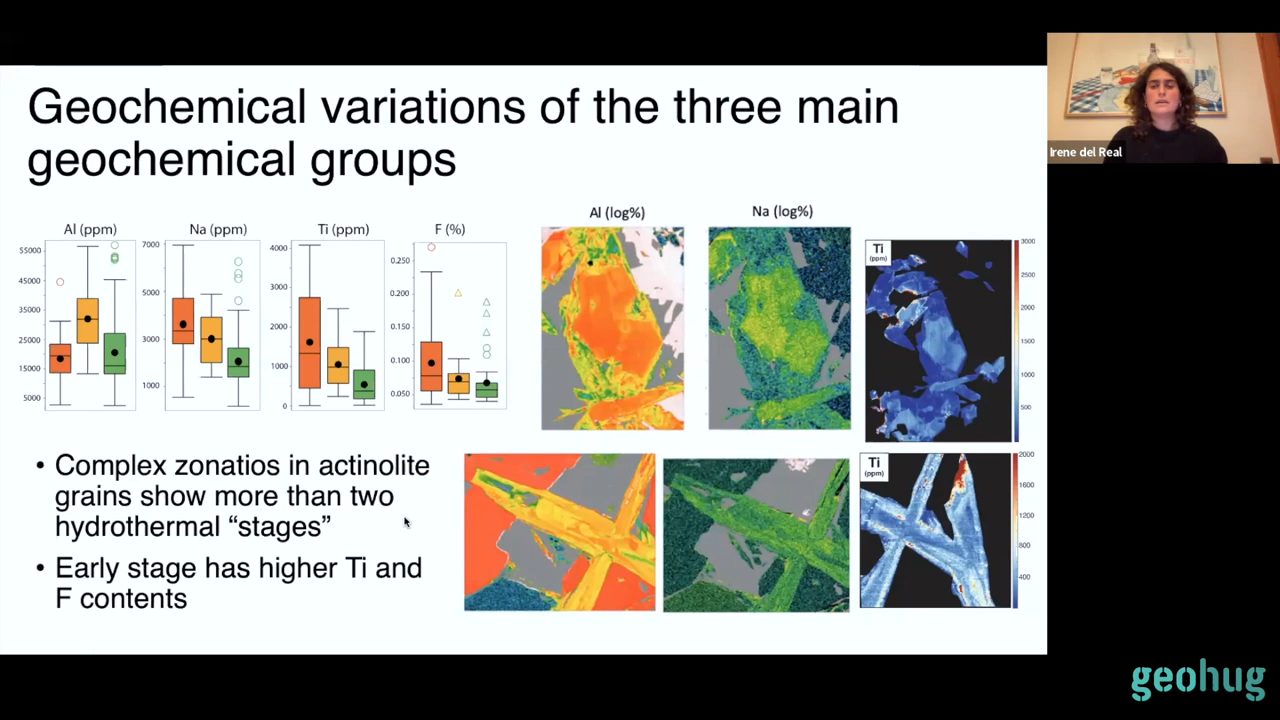 Geochemical variations of the three main
geochemical groups
Irene del Real
Al (ppm)
Na (ppm)
Ti (ppm)
F (%)
55000
45000
35000
25000
15000
5000
7000
5000
3000
1000
4000
3000
2000
1000
0
0.250
0.200
0.150
0.100
0.050
Al (log%)
Na (log%)
Ti
(ppm)
3000
2500
2000
1500
1000
500
• Complex zonatios in actinolite
grains show more than two
hydrothermal “stages”
• Early stage has higher Ti and
F contents
Ti
(ppm)
2000
1600
1200
800
400
geohug